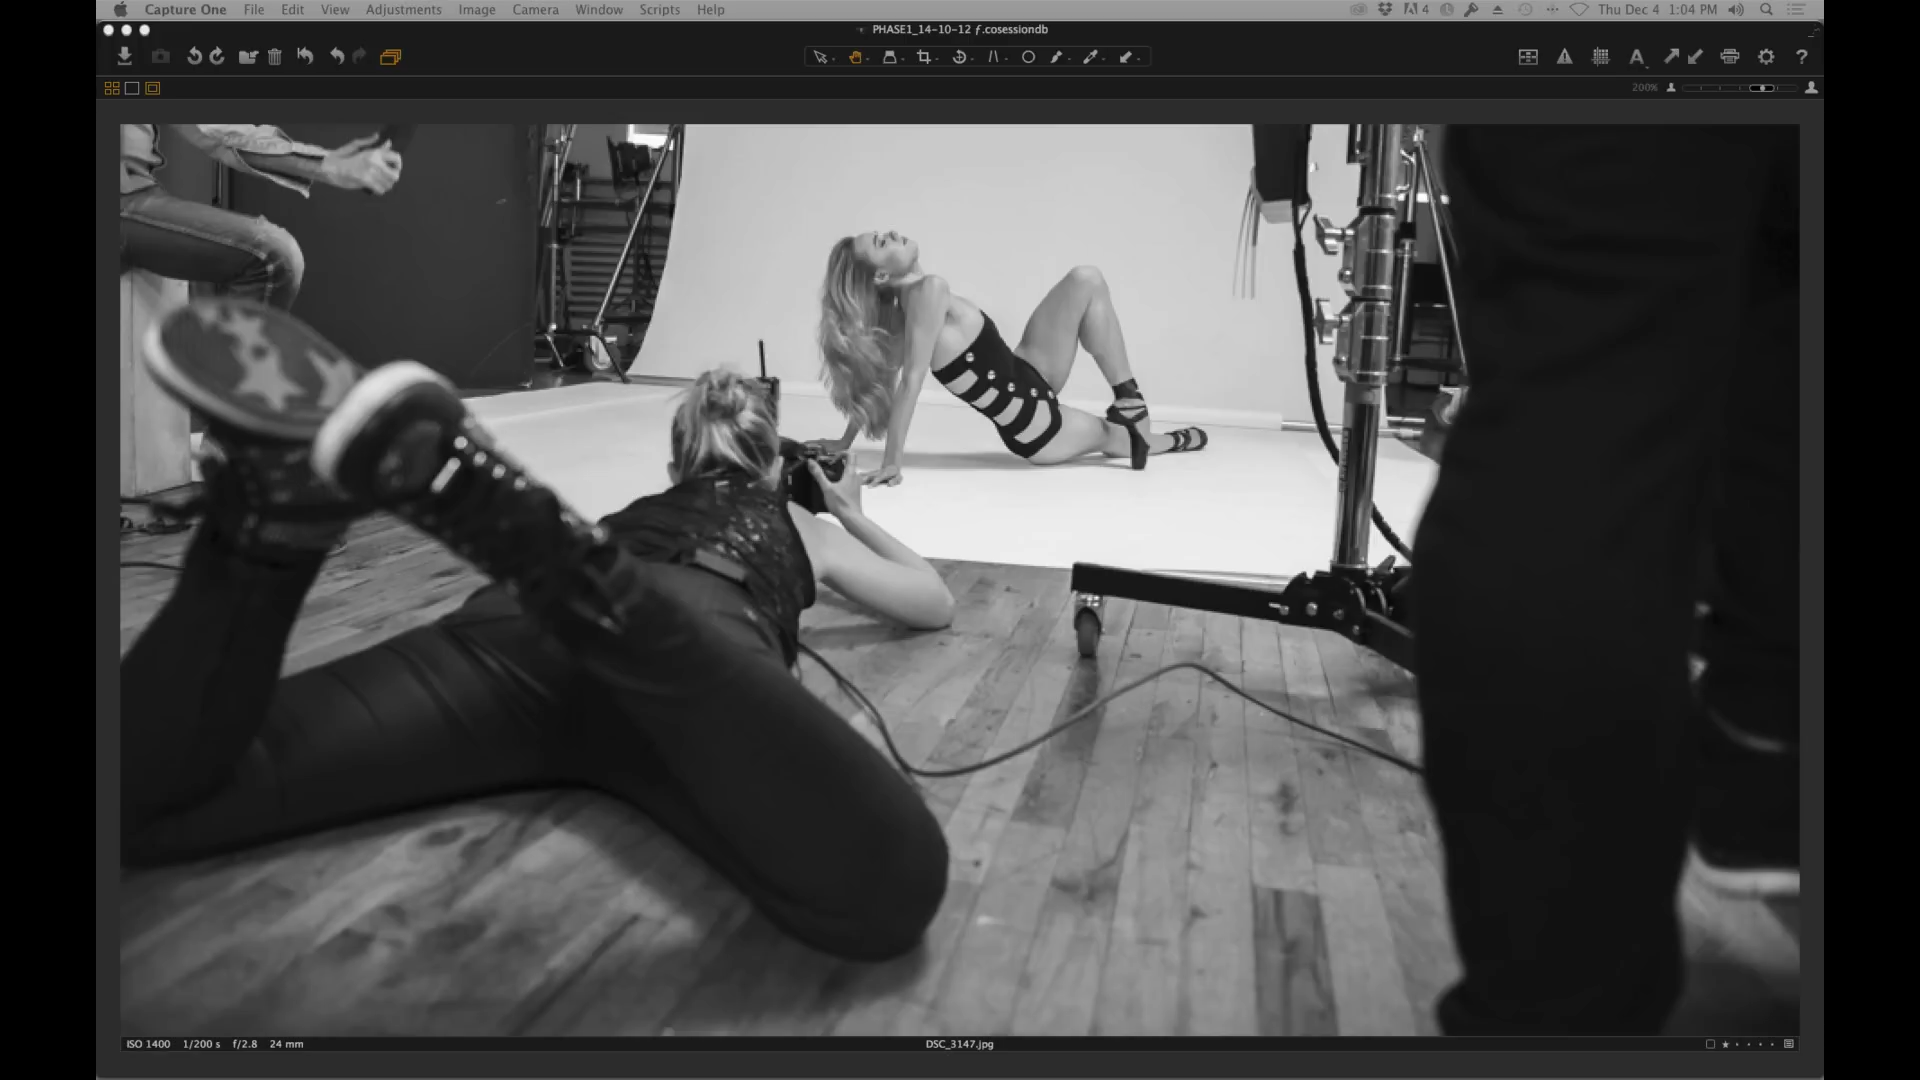 Capture One File Edit View Adjustments Image Camera Window Scripts Help 4 Thu Dec 4 1:04 PM
PHASE1_14-10-12 ƒ.cosessiondb
A ?
200%
ISO 1400 1/200 s f/2.8 24 mm DSC_3147.jpg